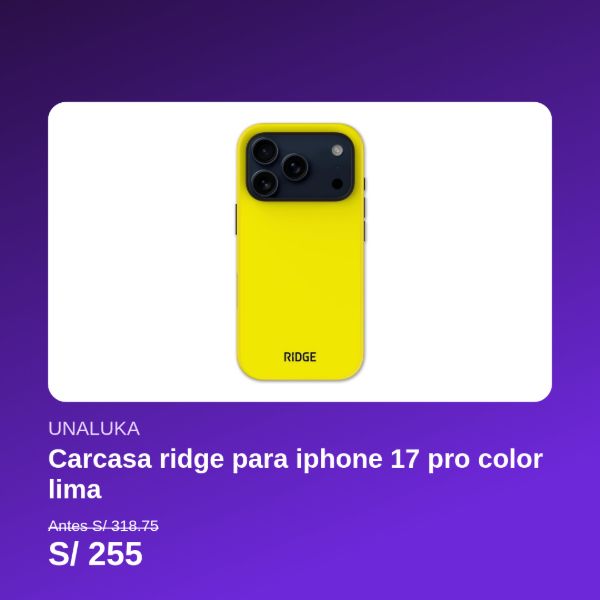 RIDGE
UNALUKA
Carcasa ridge para iphone 17 pro color
lima
Antes S/ 318.75
S/ 255